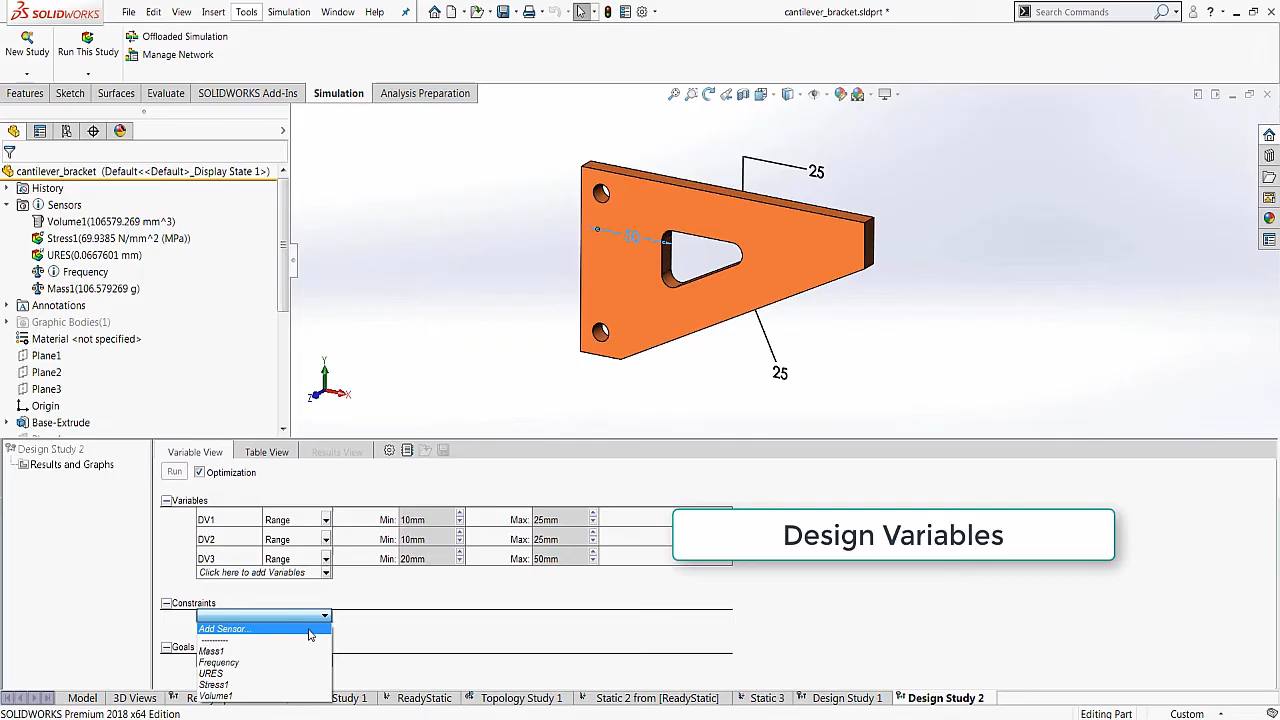 SOLIDWORKS File Edit View Insert Tools Simulation Window Help cantilever_bracket.sldprt * Search Commands ?
New Study Run This Study Offloaded Simulation
Manage Network
Features Sketch Surfaces Evaluate SOLIDWORKS Add-Ins Simulation Analysis Preparation
cantilever_bracket (Default<<Default>_Display State 1>)
History
Sensors
Volume1(106579.269 mm^3)
Stress1(69.9385 N/mm^2 (MPa))
URES(0.0667601 mm)
Frequency
Mass1(106.579269 g)
Annotations
Graphic Bodies(1)
Material <not specified>
Plane1
Plane2
Plane3
Origin
Base-Extrude
25
50
25
Y
X
Z
Design Study 2
Results and Graphs
Variable View Table View Results View
Run Optimization
Variables
DV1 Range Min: 10mm Max: 25mm
DV2 Range Min: 10mm Max: 25mm
DV3 Range Min: 20mm Max: 50mm
Click here to add Variables
Design Variables
Constraints
Add Sensor...
----------
Mass1
Frequency
URES
Stress1
Volume1
Goals
Model 3D Views Study 1 ReadyStatic Topology Study 1 Static 2 from [ReadyStatic] Static 3 Design Study 1 Design Study 2
SOLIDWORKS Premium 2018 x64 Edition Editing Part Custom